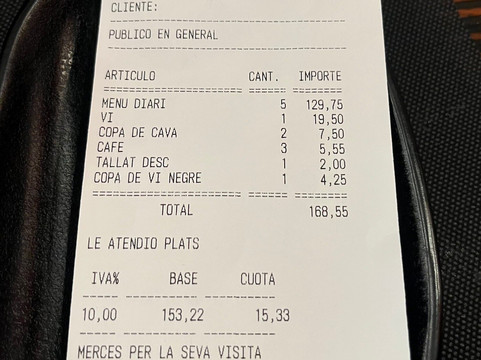 CLIENTE:
PUBLICO EN GENERAL
ARTICULO CANT. IMPORTE
MENU DIARI 5 129,75
VI 1 19,50
COPA DE CAVA 2 7,50
CAFE 3 5,55
TALLAT DESC 1 2,00
COPA DE VI NEGRE 1 4,25
TOTAL 168,55
LE ATENDIO PLATS
IVA% BASE CUOTA
10,00 153,22 15,33
MERCES PER LA SEVA VISITA